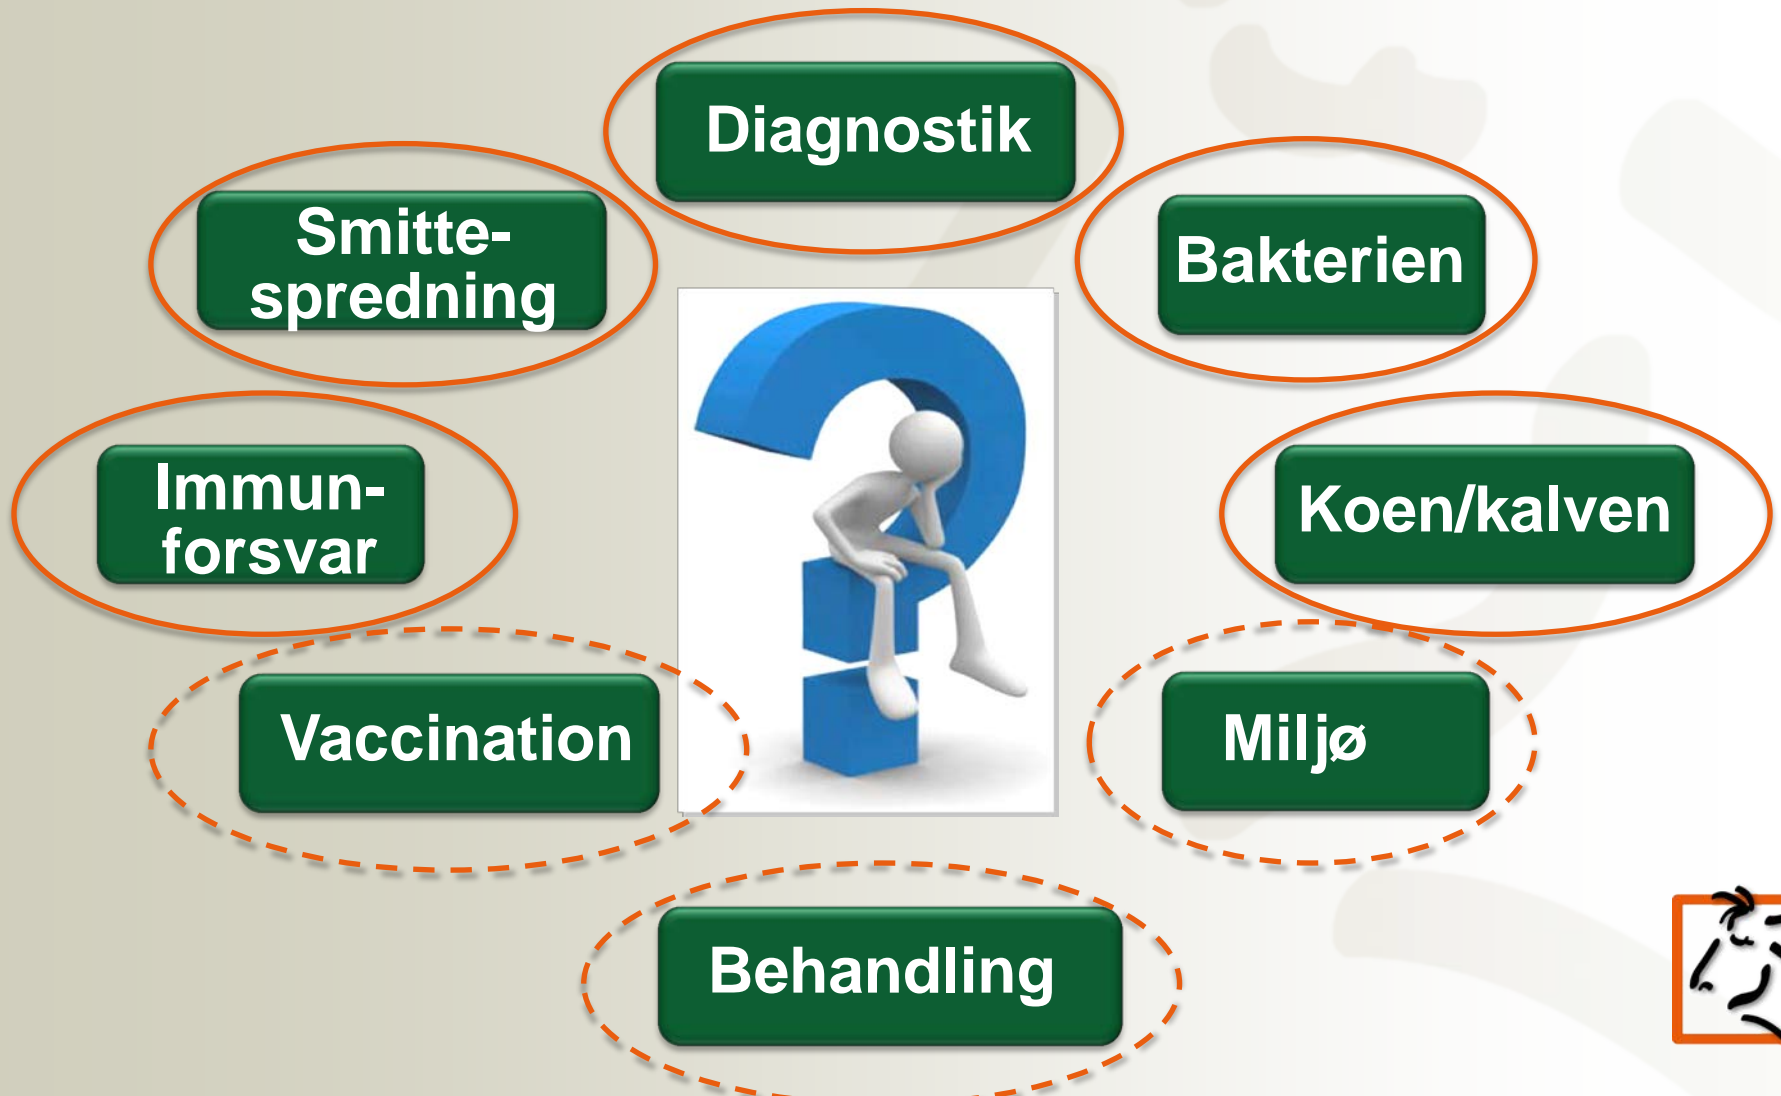 Diagnostik
Smitte-
spredning
Bakterien
Immun-
forsvar
Koen/kalven
Vaccination
Miljø
Behandling